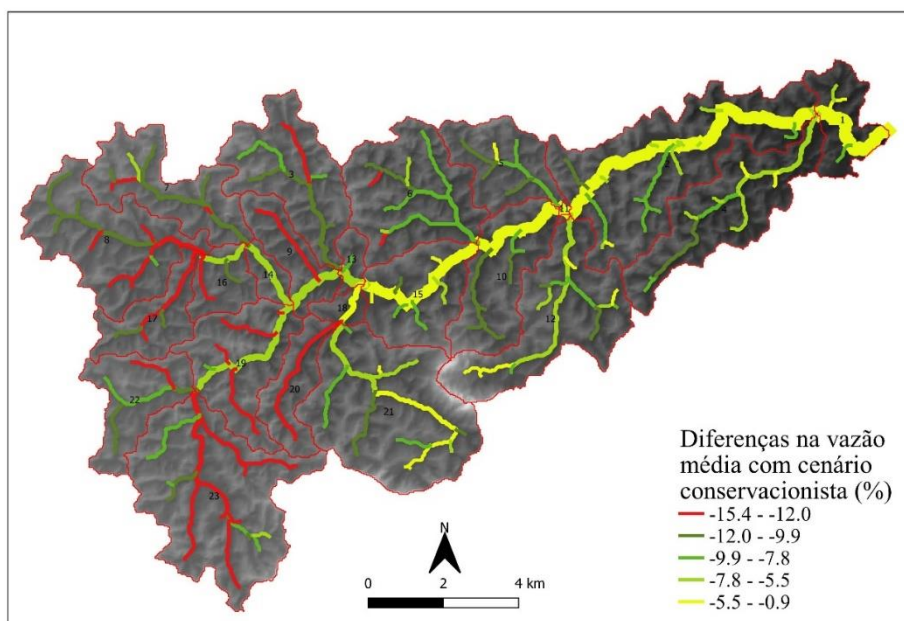 1
3
5
6
7
8
9
10
11
12
13
14
15
16
17
18
19
20
21
22
23
Diferenças na vazão
média com cenário
conservacionista (%)
-15.4 - -12.0
-12.0 - -9.9
-9.9 - -7.8
-7.8 - -5.5
-5.5 - -0.9
N
0 2 4 km